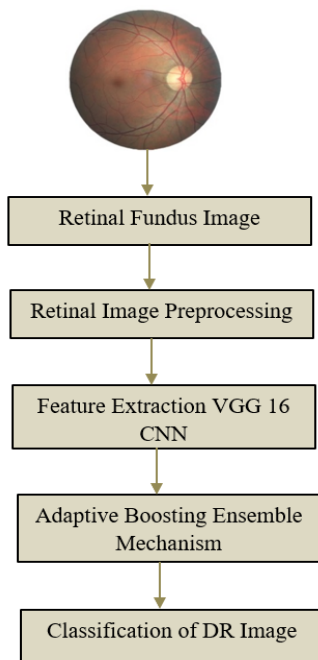 Retinal Fundus Image
Retinal Image Preprocessing
Feature Extraction VGG 16
CNN
Adaptive Boosting Ensemble
Mechanism
Classification of DR Image